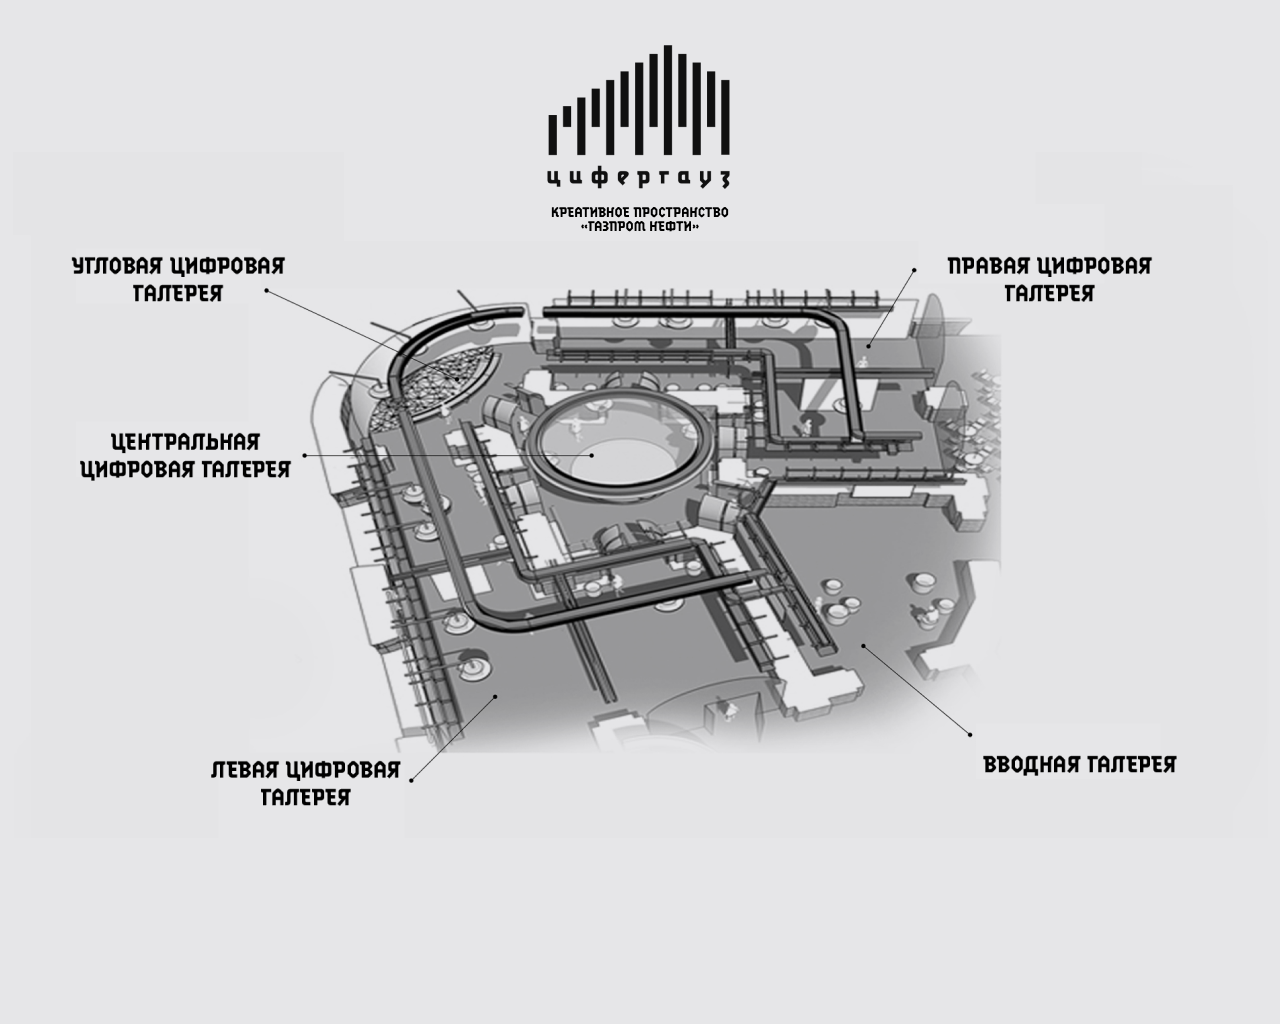 цифергауз
КРЕАТИВНОЕ ПРОСТРАНСТВО
«ГАЗПРОМ НЕФТИ»
УГЛОВАЯ ЦИФРОВАЯ
ГАЛЕРЕЯ
ПРАВАЯ ЦИФРОВАЯ
ГАЛЕРЕЯ
ЦЕНТРАЛЬНАЯ
ЦИФРОВАЯ ГАЛЕРЕЯ
ЛЕВАЯ ЦИФРОВАЯ
ГАЛЕРЕЯ
ВВОДНАЯ ГАЛЕРЕЯ